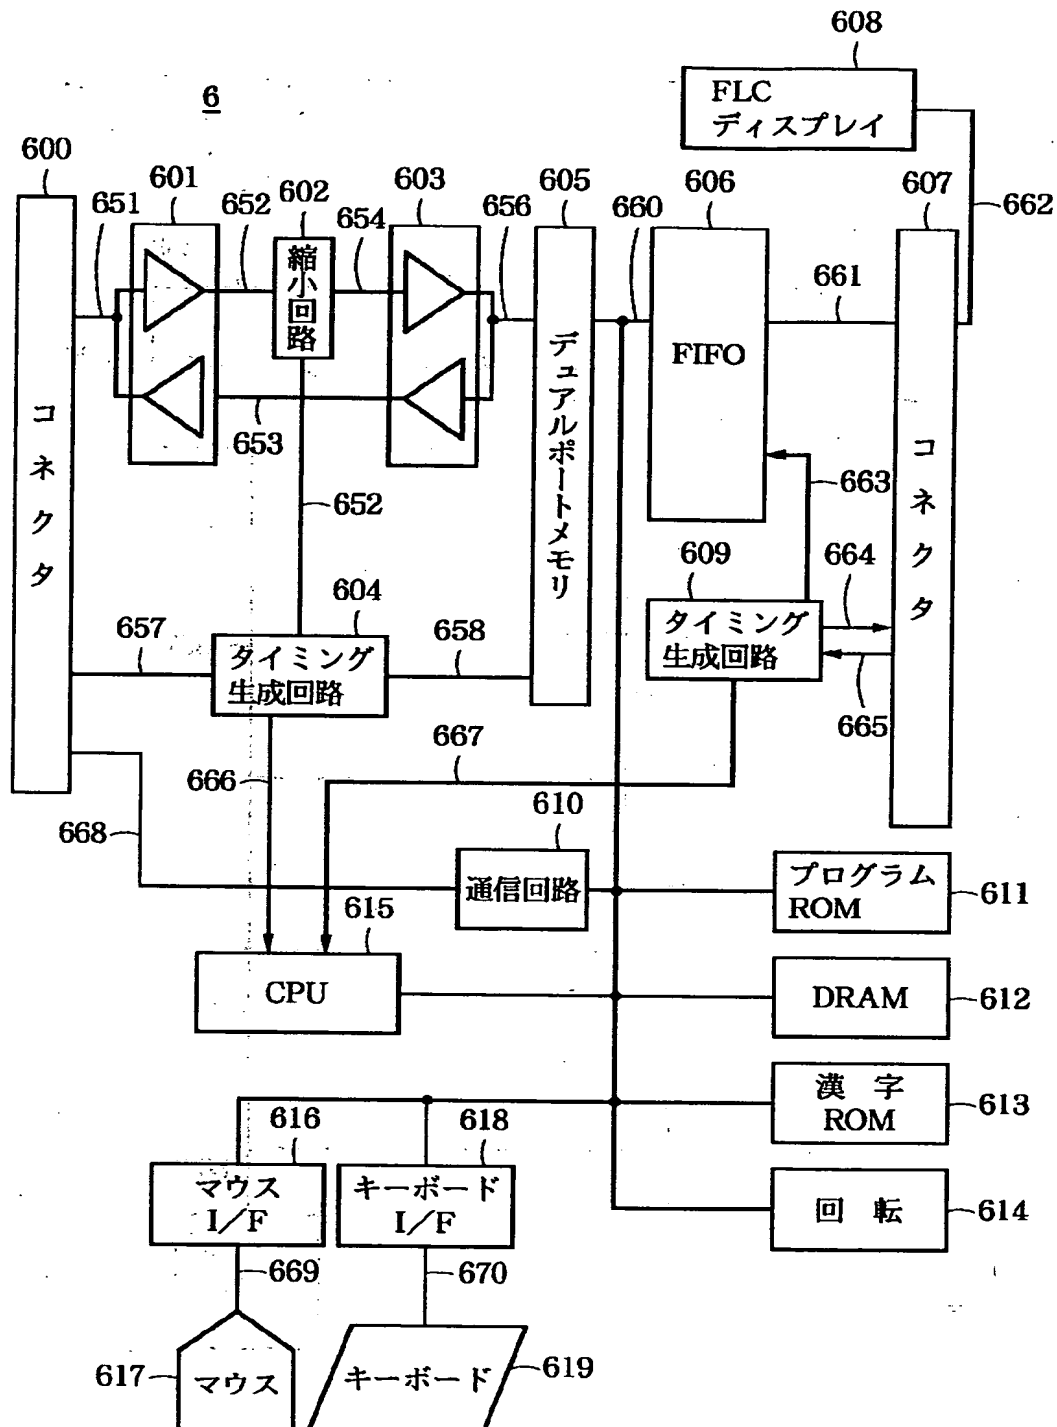 608
FLC
ディスプレイ
6
600
601
602
603
605
606
607
651
652
654
656
660
662
縮小回路
661
FIFO
コネクタ
デュアルポートメモリ
コネクタ
653
663
652
609
664
604
657
658
タイミング
生成回路
タイミング
生成回路
665
667
666
610
668
通信回路
プログラム
ROM
611
615
CPU
DRAM
612
616
618
漢字
ROM
613
マウス
I/F
キーボード
I/F
回転
614
669
670
617
マウス
キーボード
619